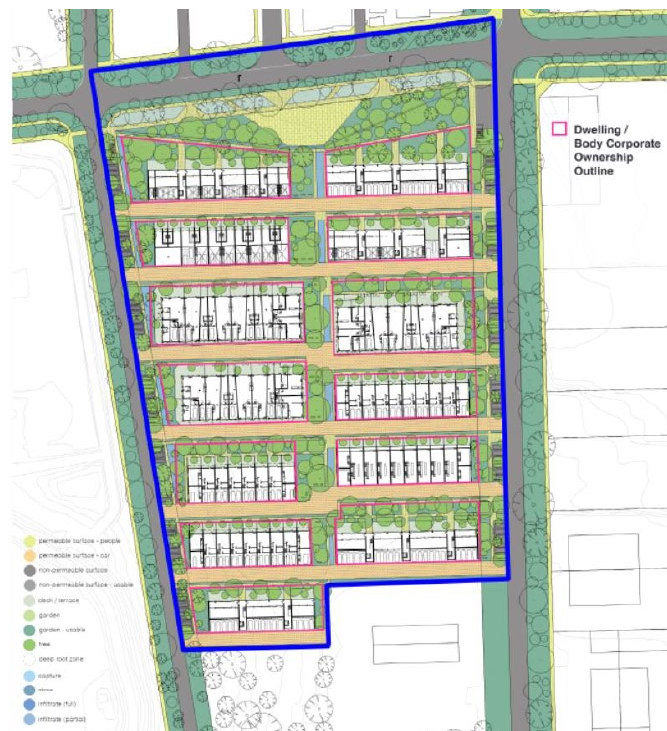 r
r
Dwelling /
Body Corporate
Ownership
Outline
permeable surface - people
permeable surface - car
non-permeable surface
non-permeable surface - usable
deck / terrace
garden
garden - usable
tree
deep root zone
capture
infiltrate (full)
infiltrate (partial)